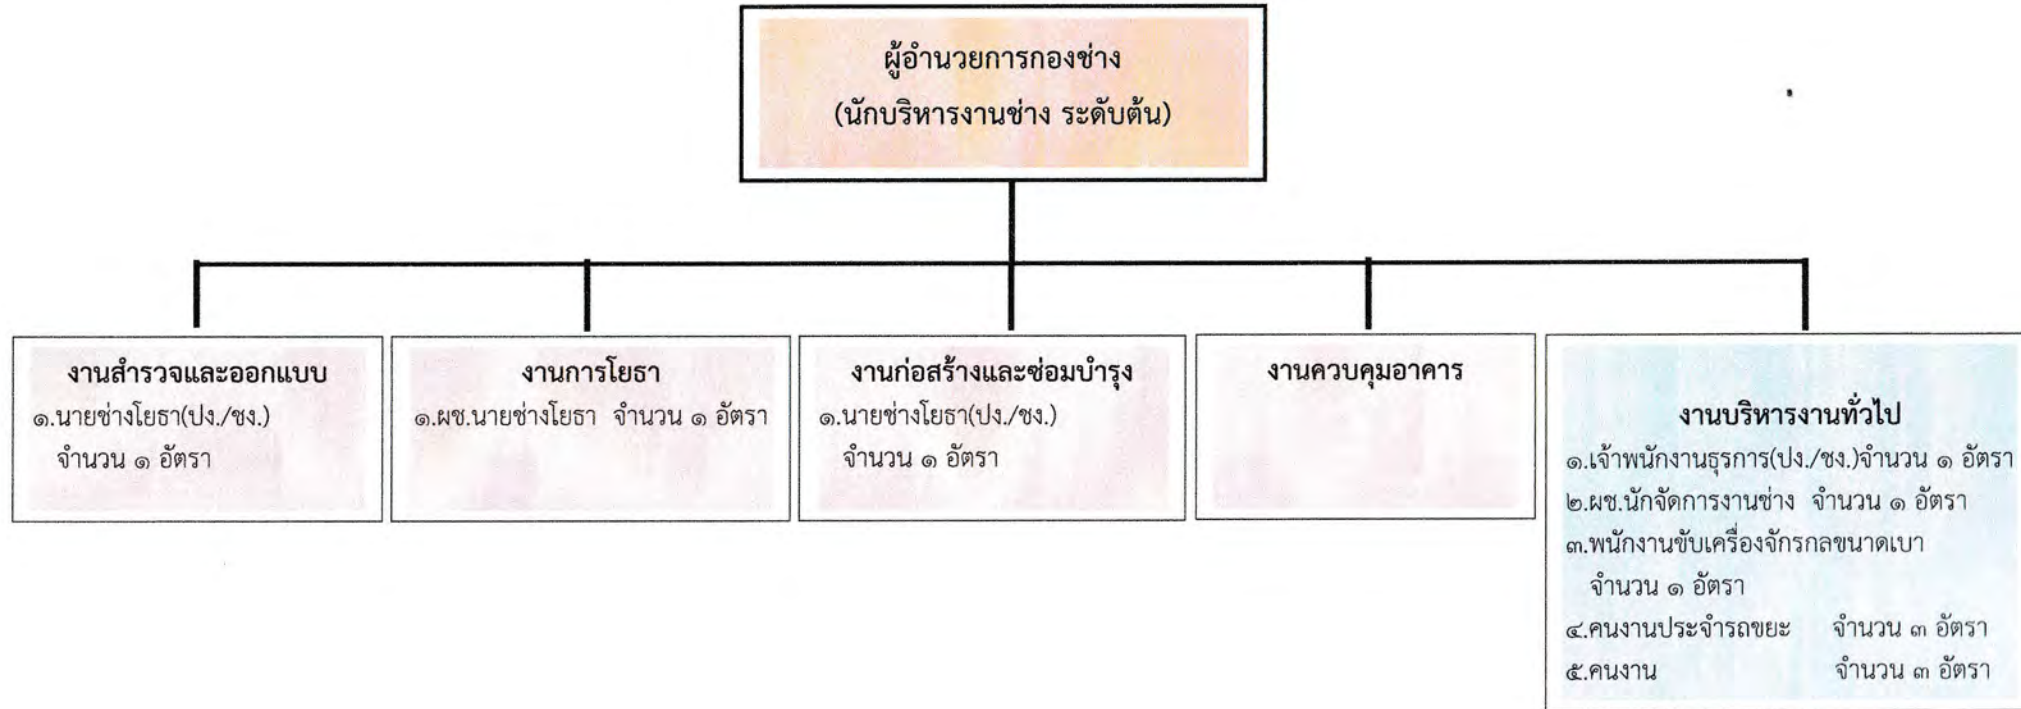 ผู้อำนวยการกองช่าง
(นักบริหารงานช่าง ระดับต้น)
งานสำรวจและออกแบบ
๑.นายช่างโยธา(ปง./ชง.)
จำนวน ๑ อัตรา
งานการโยธา
๑.ผช.นายช่างโยธา จำนวน ๑ อัตรา
งานก่อสร้างและซ่อมบำรุง
๑.นายช่างโยธา(ปง./ชง.)
จำนวน ๑ อัตรา
งานควบคุมอาคาร
งานบริหารงานทั่วไป
๑.เจ้าพนักงานธุรการ(ปง./ชง.)จำนวน ๑ อัตรา
๒.ผช.นักจัดการงานช่าง จำนวน ๑ อัตรา
๓.พนักงานขับเครื่องจักรกลขนาดเบา
จำนวน ๑ อัตรา
๔.คนงานประจำรถขยะ จำนวน ๓ อัตรา
๕.คนงาน จำนวน ๓ อัตรา